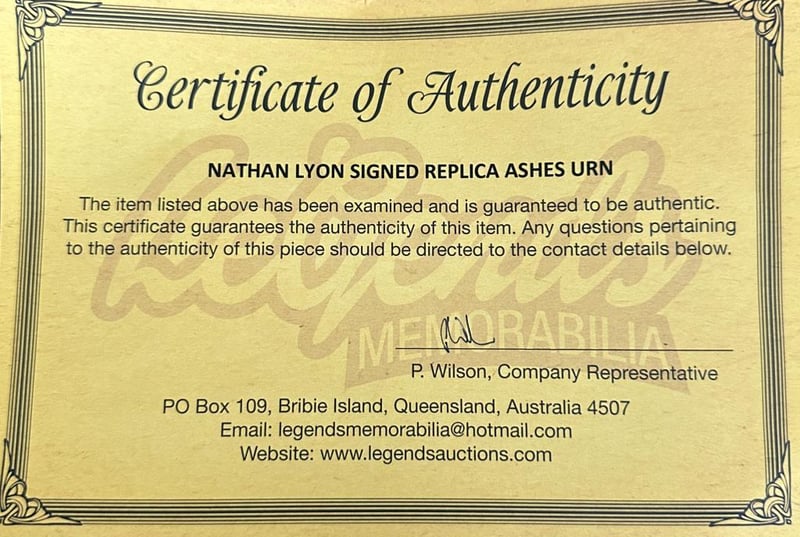 Certificate of Authenticity
NATHAN LYON SIGNED REPLICA ASHES URN
The item listed above has been examined and is guaranteed to be authentic.
This certificate guarantees the authenticity of this item. Any questions pertaining
to the authenticity of this piece should be directed to the contact details below.
Legends
MEMORABILIA
P. Wilson, Company Representative
PO Box 109, Bribie Island, Queensland, Australia 4507
Email: legendsmemorabilia@hotmail.com
Website: www.legendsauctions.com